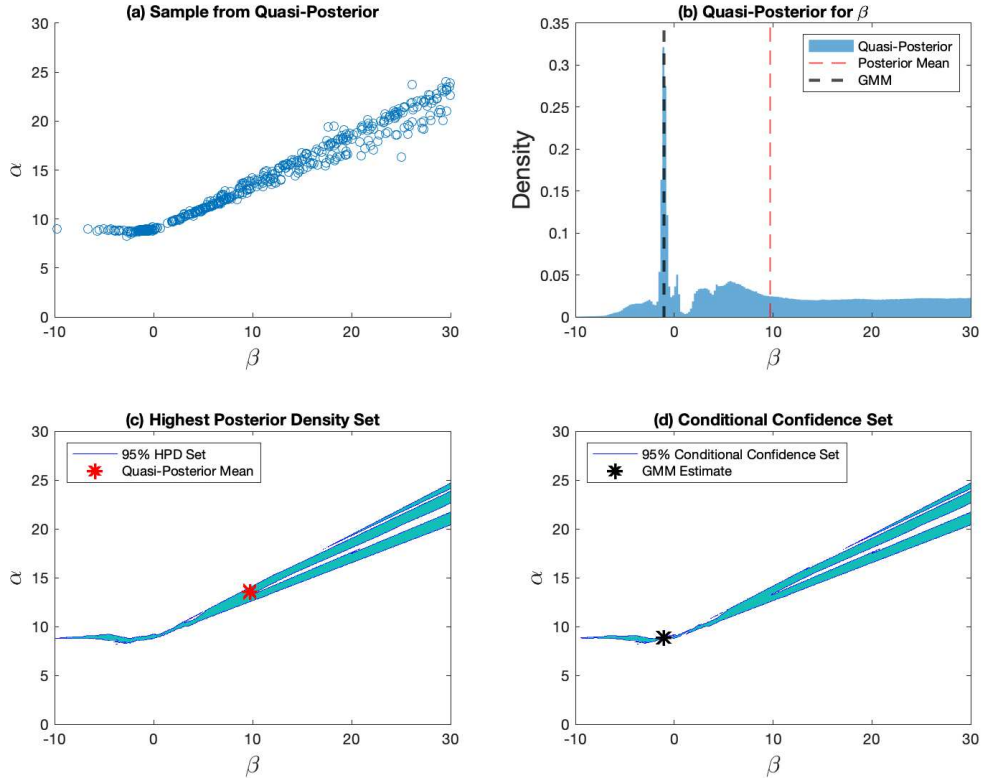 (a) Sample from Quasi-Posterior
30
25
20
15
10
5
0
α
-10 0 10 20 30
β
(b) Quasi-Posterior for β
0.35
0.3
0.25
0.2
0.15
0.1
0.05
0
Density
Quasi-Posterior
Posterior Mean
GMM
-10 0 10 20 30
β
(c) Highest Posterior Density Set
30
25
20
15
10
5
0
α
95% HPD Set
Quasi-Posterior Mean
-10 0 10 20 30
β
(d) Conditional Confidence Set
30
25
20
15
10
5
0
α
95% Conditional Confidence Set
GMM Estimate
-10 0 10 20 30
β